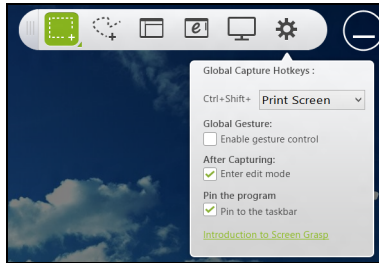 Global Capture Hotkeys :
Ctrl+Shift+ Print Screen
Global Gesture:
Enable gesture control
After Capturing:
Enter edit mode
Pin the program
Pin to the taskbar
Introduction to Screen Grasp